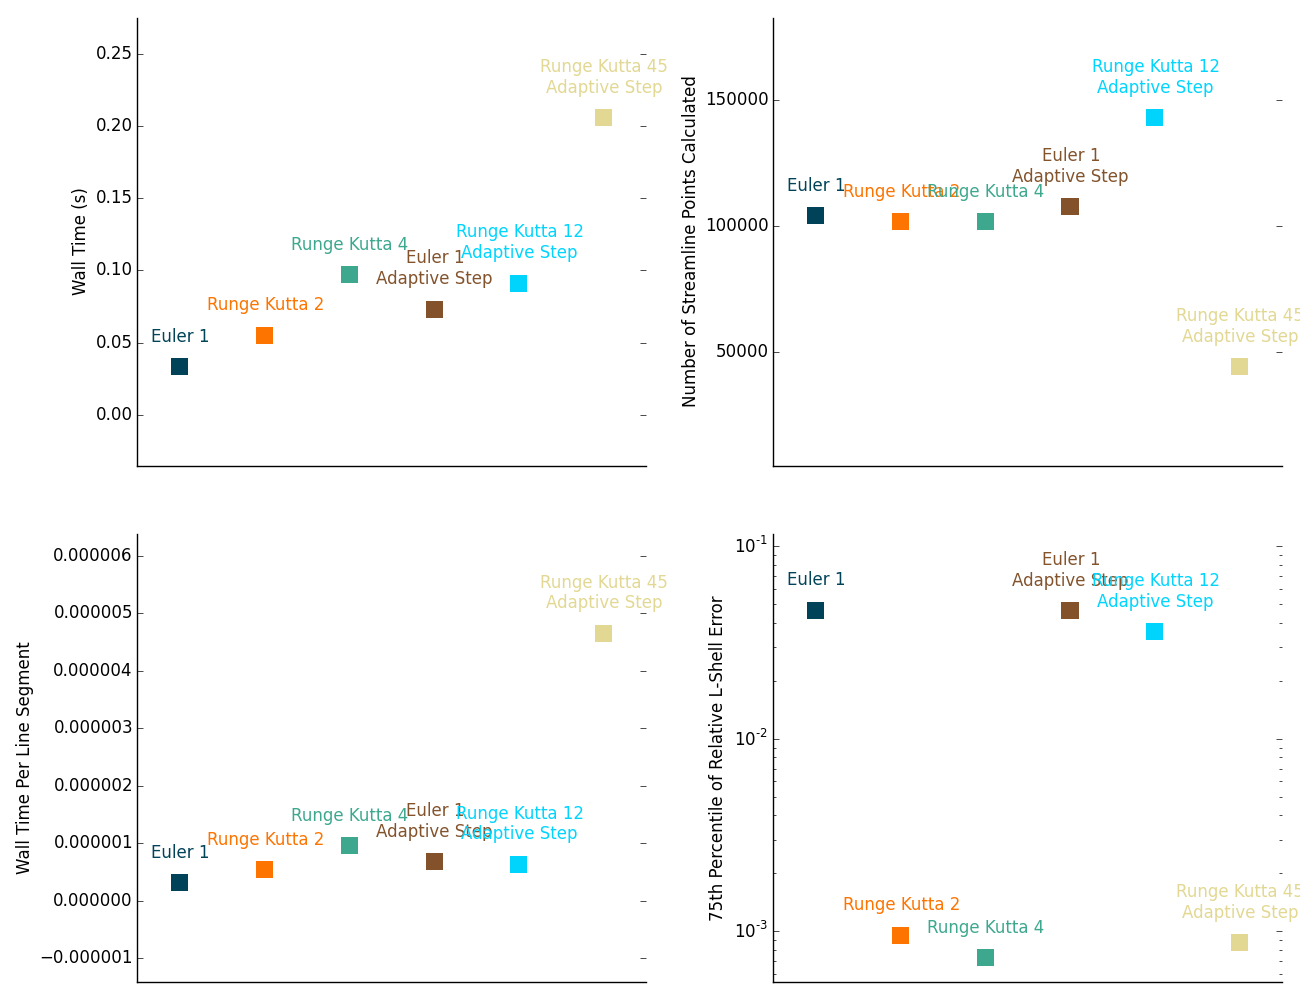 0.25
0.20
0.15
0.10
0.05
0.00
Wall Time (s)
Euler 1
Runge Kutta 2
Runge Kutta 4
Euler 1
Adaptive Step
Runge Kutta 12
Adaptive Step
Runge Kutta 45
Adaptive Step
150000
100000
50000
Number of Streamline Points Calculated
Euler 1
Runge Kutta 2
Runge Kutta 4
Euler 1
Adaptive Step
Runge Kutta 12
Adaptive Step
Runge Kutta 45
Adaptive Step
0.000006
0.000005
0.000004
0.000003
0.000002
0.000001
0.000000
−0.000001
Wall Time Per Line Segment
Euler 1
Runge Kutta 2
Runge Kutta 4
Euler 1
Adaptive Step
Runge Kutta 12
Adaptive Step
Runge Kutta 45
Adaptive Step
10⁻¹
10⁻²
10⁻³
75th Percentile of Relative L-Shell Error
Euler 1
Runge Kutta 2
Runge Kutta 4
Euler 1
Adaptive Step
Runge Kutta 12
Adaptive Step
Runge Kutta 45
Adaptive Step